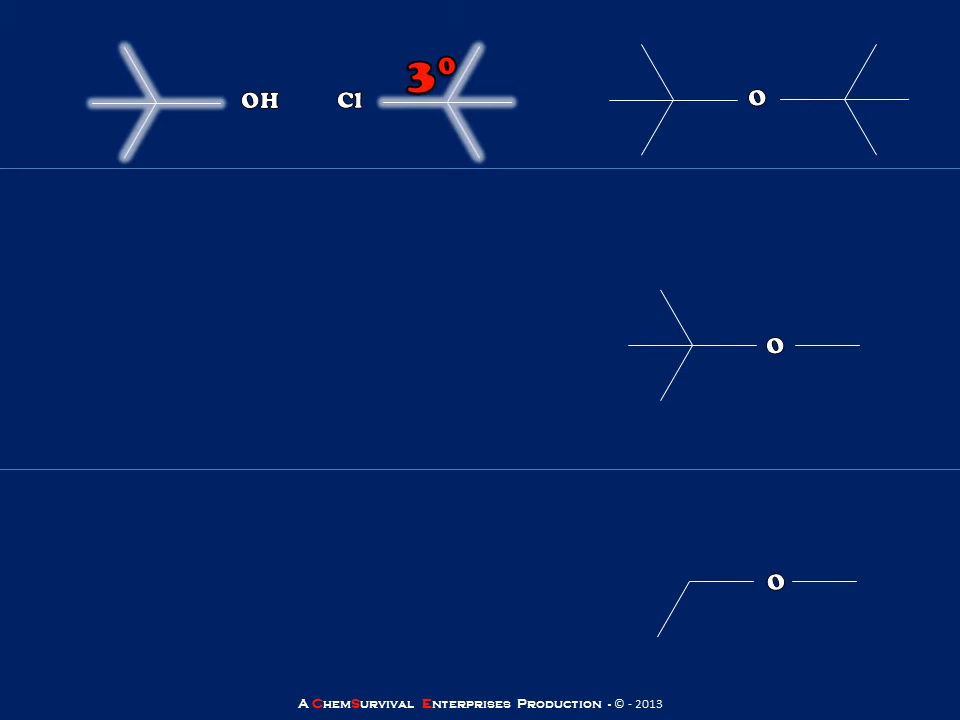 OH Cl 3° O
O
O
A ChemSurvival Enterprises Production - © - 2013